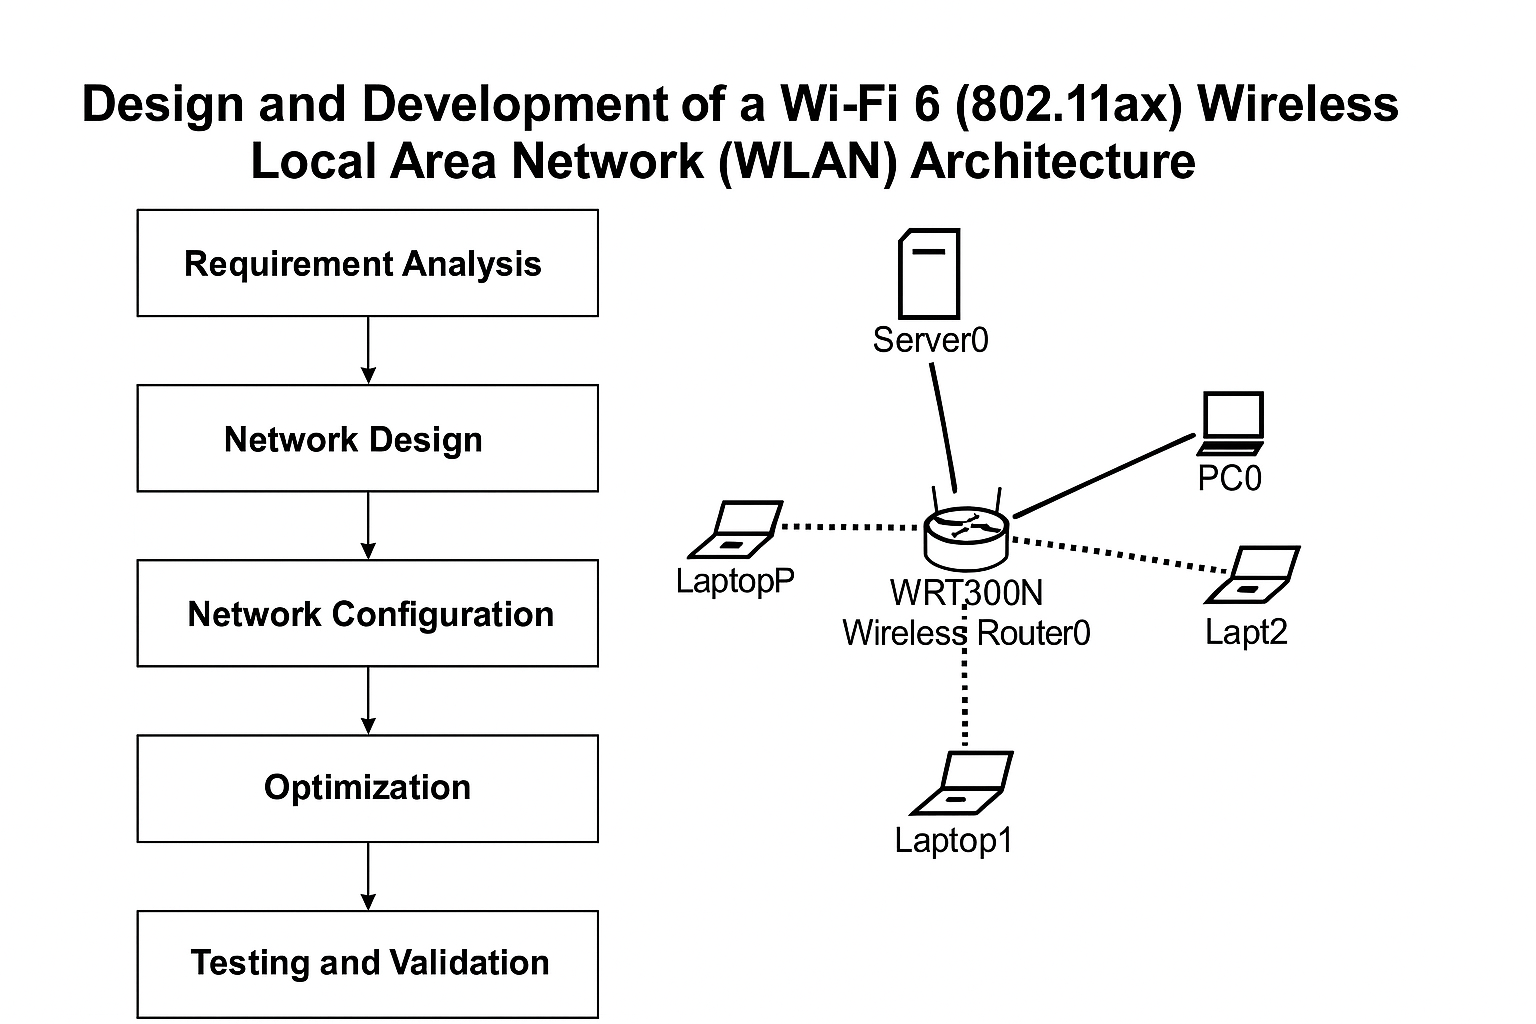 Design and Development of a Wi-Fi 6 (802.11ax) Wireless
Local Area Network (WLAN) Architecture
Requirement Analysis
Network Design
Network Configuration
Optimization
Testing and Validation
Server0
PC0
LaptopP
WRT300N
Wireless Router0
Lapt2
Laptop1